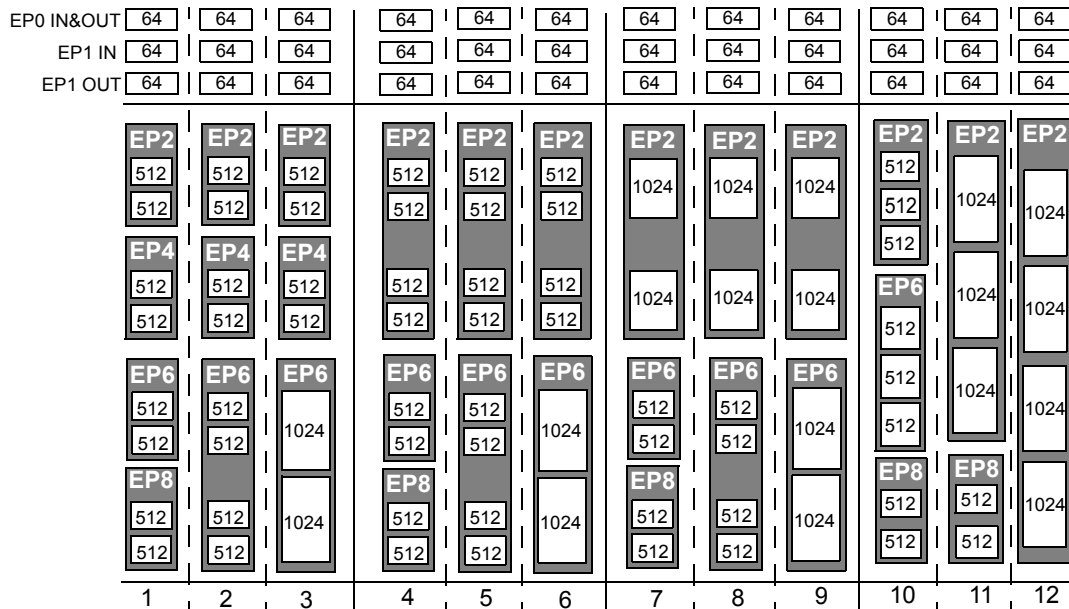 EP0 IN&OUT 64 64 64 64 64 64 64 64 64 64 64 64
EP1 IN 64 64 64 64 64 64 64 64 64 64 64 64
EP1 OUT 64 64 64 64 64 64 64 64 64 64 64 64
EP2 EP2 EP2 EP2 EP2 EP2 EP2 EP2 EP2 EP2 EP2 EP2
512 512 512 512 512 512 1024 1024 1024 512 1024 1024
512 512 512 512 512 512 512
EP4 EP4 EP4 512
512 512 512 512 512 512 1024 1024 1024 EP6 1024 1024
512 512 512 512 512 512 512
EP6 EP6 EP6 EP6 EP6 EP6 EP6 EP6 EP6 512 1024 1024
512 512 1024 512 512 1024 512 512 1024 512
512 512 512 512 512 512
EP8 EP8 EP8 EP8 EP8
512 512 1024 512 512 1024 512 512 1024 512 512 1024
512 512 512 512 512 512 512 512
1 2 3 4 5 6 7 8 9 10 11 12